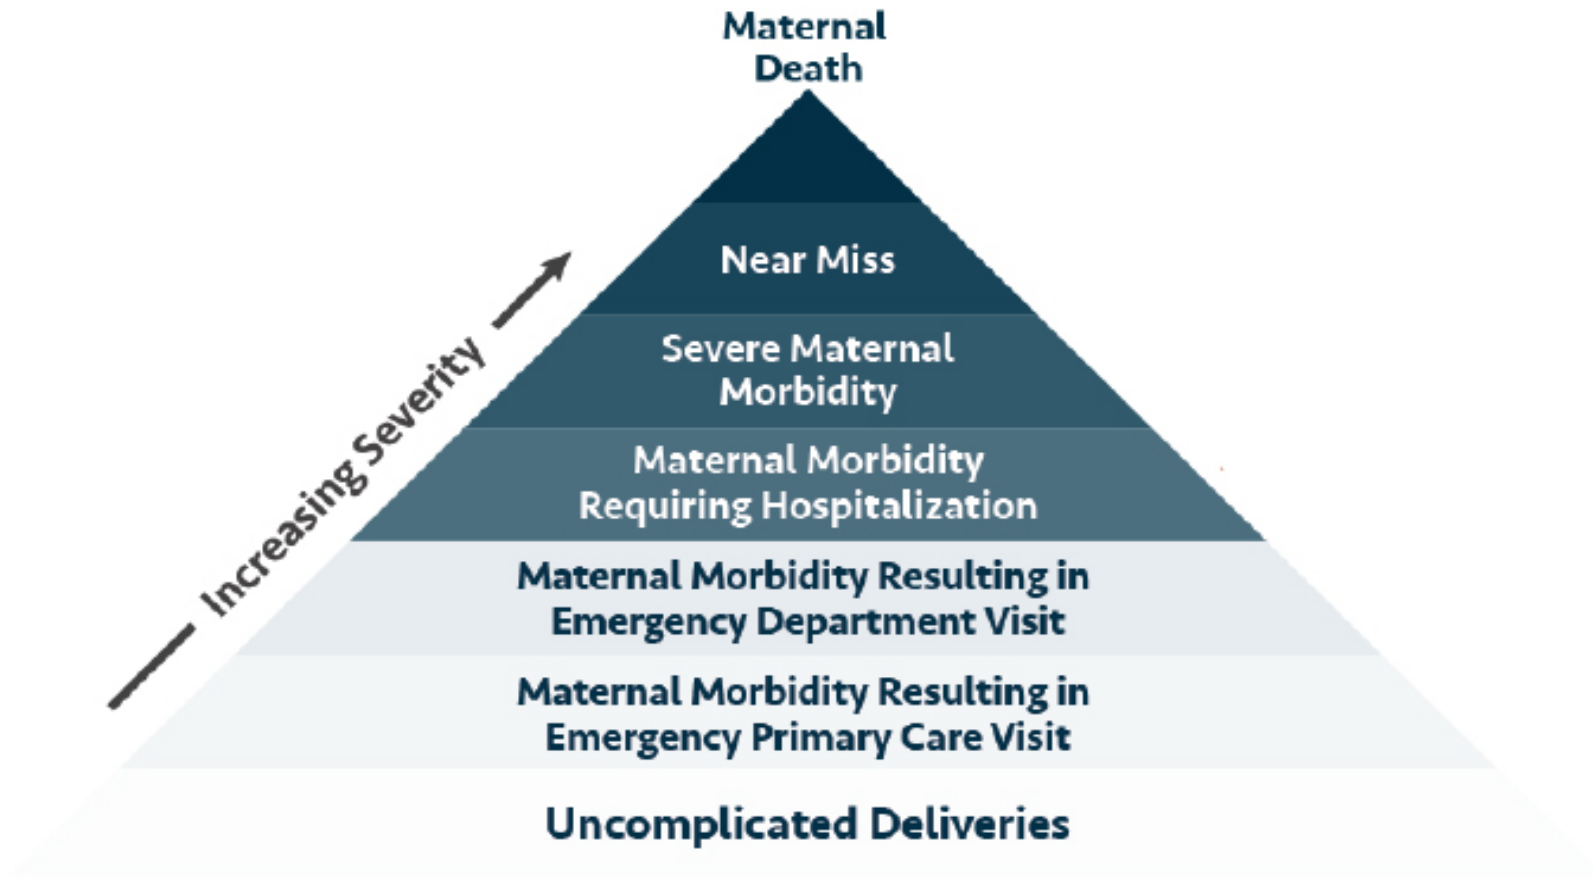 Maternal
Death
Near Miss
Severe Maternal
Morbidity
Maternal Morbidity
Requiring Hospitalization
Maternal Morbidity Resulting in
Emergency Department Visit
Maternal Morbidity Resulting in
Emergency Primary Care Visit
Uncomplicated Deliveries
Increasing Severity